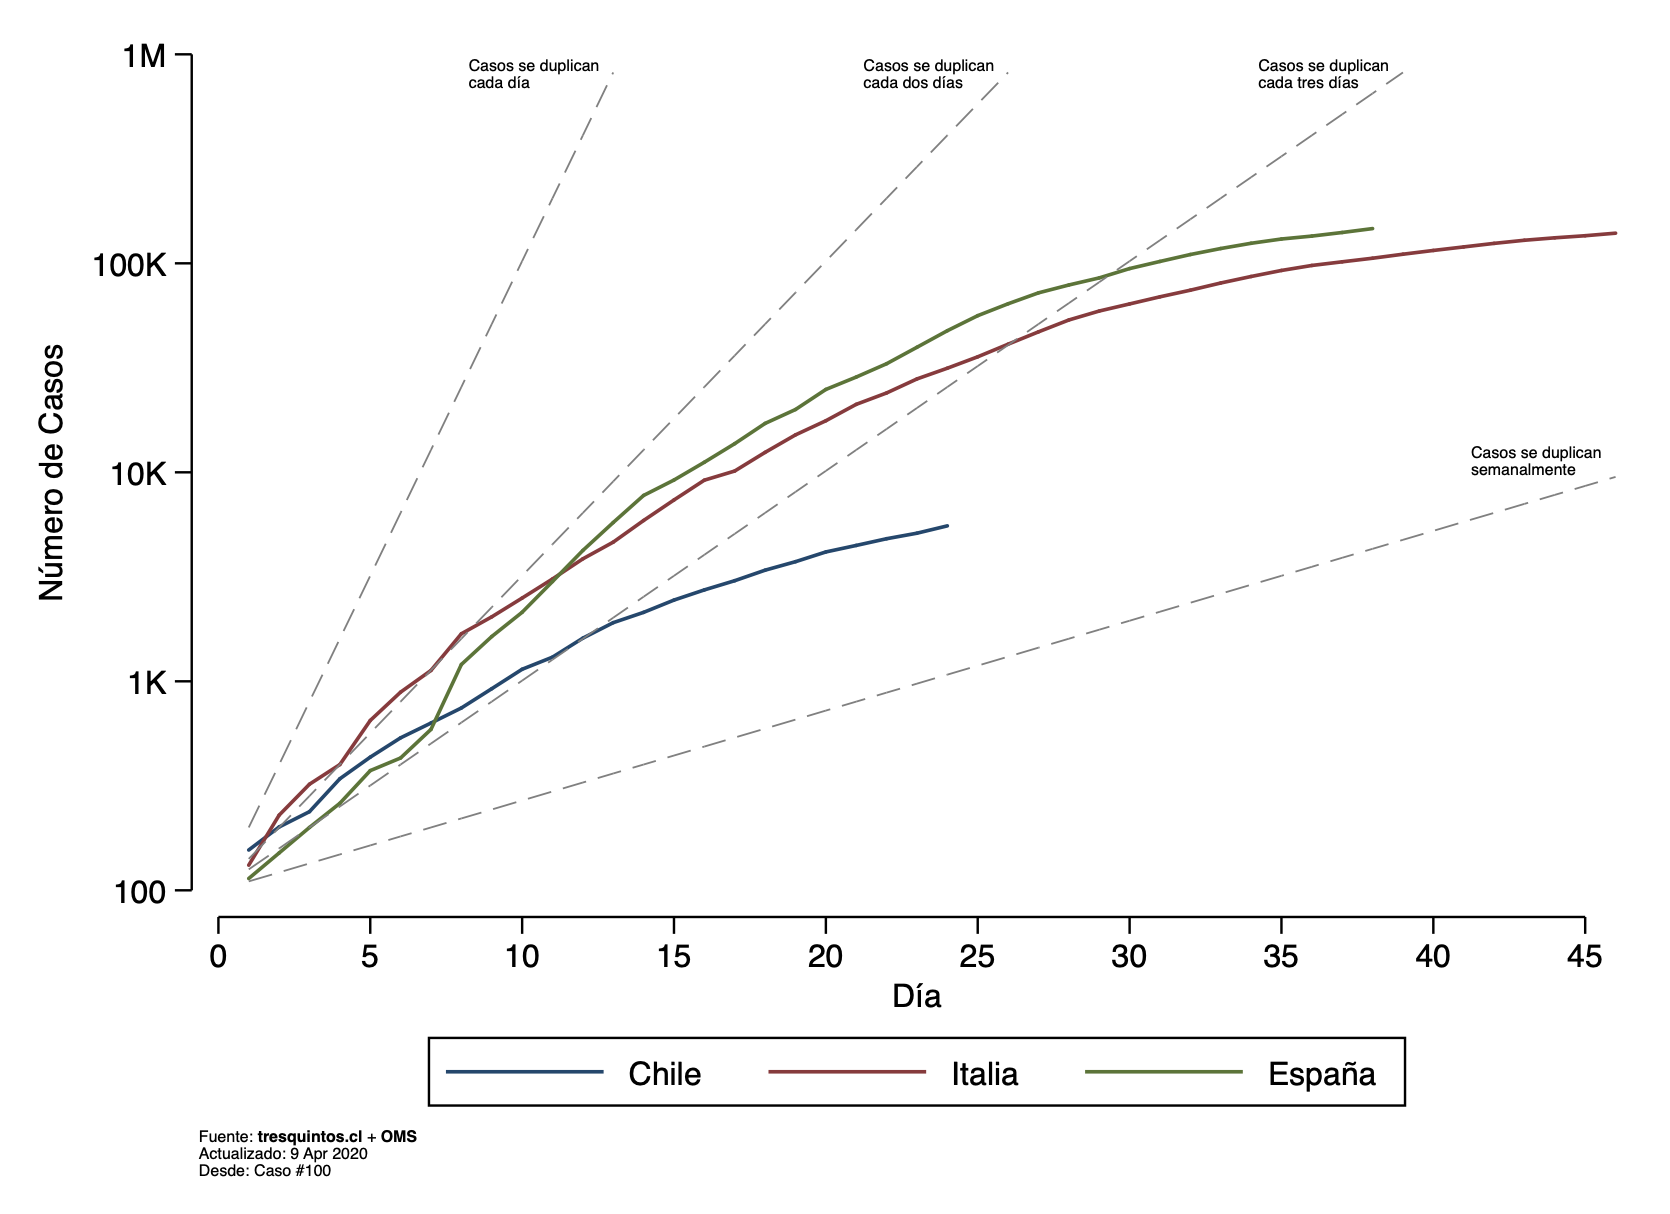 1M
100K
10K
1K
100
Número de Casos
Casos se duplican
cada día
Casos se duplican
cada dos días
Casos se duplican
cada tres días
Casos se duplican
semanalmente
0 5 10 15 20 25 30 35 40 45
Día
Chile Italia España
Fuente: tresquintos.cl + OMS
Actualizado: 9 Apr 2020
Desde: Caso #100